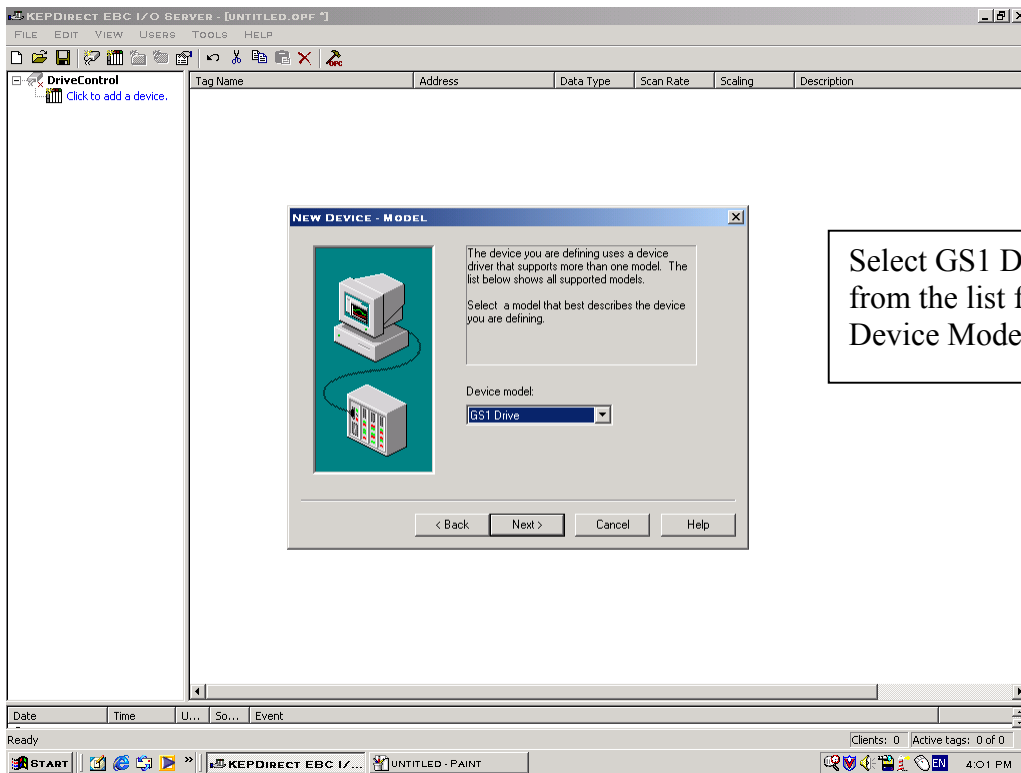 KEPDirect EBC I/O Server - [Untitled.opf *]
File Edit View Users Tools Help
DriveControl
Click to add a device.
Tag Name Address Data Type Scan Rate Scaling Description
New Device - Model
The device you are defining uses a device
driver that supports more than one model. The
list below shows all supported models.
Select a model that best describes the device
you are defining.
Device model:
GS1 Drive
< Back Next > Cancel Help
Select GS1 D
from the list f
Device Mode
Date Time U... So... Event
Ready Clients: 0 Active tags: 0 of 0
Start » KEPDirect EBC I/... untitled - Paint EN 4:01 PM